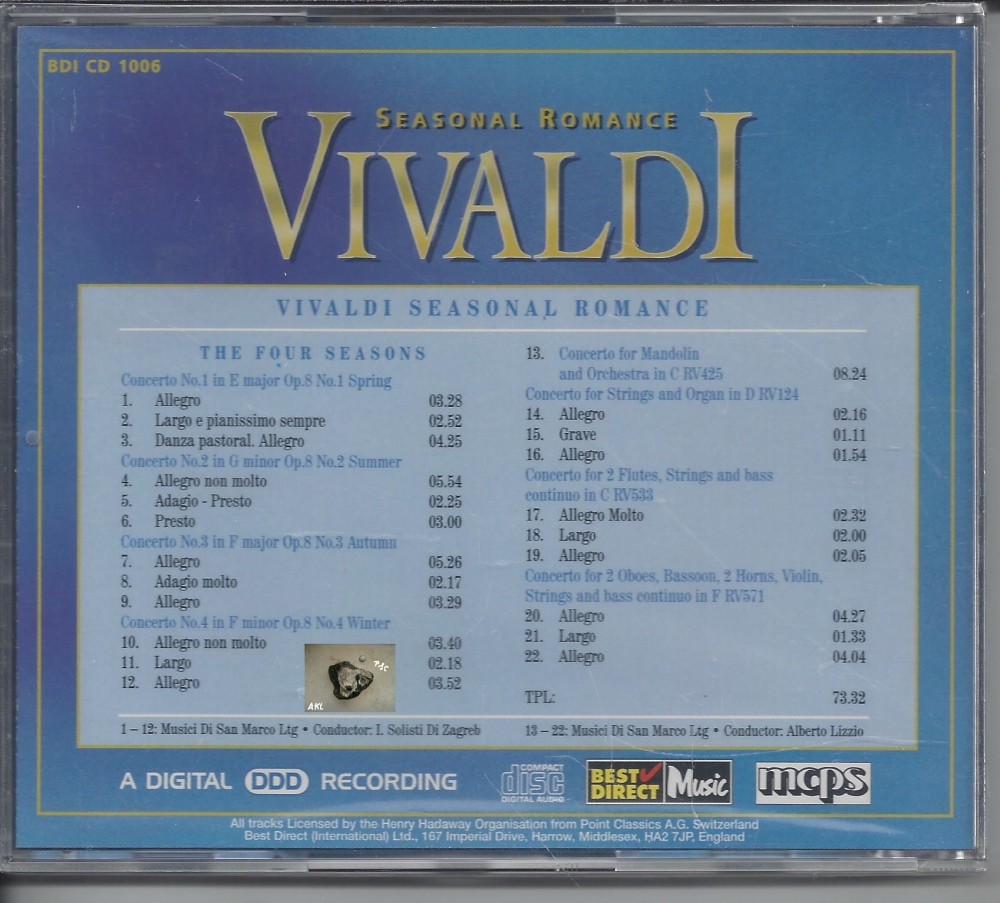 BDI CD 1006
SEASONAL ROMANCE
VIVALDI
VIVALDI SEASONAL ROMANCE
THE FOUR SEASONS
Concerto No.1 in E major Op.8 No.1 Spring
1. Allegro 03.28
2. Largo e pianissimo sempre 02.52
3. Danza pastoral. Allegro 04.25
Concerto No.2 in G minor Op.8 No.2 Summer
4. Allegro non molto 05.54
5. Adagio - Presto 02.25
6. Presto 03.00
Concerto No.3 in F major Op.8 No.3 Autumn
7. Allegro 05.26
8. Adagio molto 02.17
9. Allegro 03.29
Concerto No.4 in F minor Op.8 No.4 Winter
10. Allegro non molto 03.40
11. Largo 02.18
12. Allegro 03.52
AKL
1 – 12: Musici Di San Marco Ltg • Conductor: I. Solisti Di Zagreb
13. Concerto for Mandolin
and Orchestra in C RV425 08.24
Concerto for Strings and Organ in D RV124
14. Allegro 02.16
15. Grave 01.11
16. Allegro 01.54
Concerto for 2 Flutes, Strings and bass
continuo in C RV533
17. Allegro Molto 02.32
18. Largo 02.00
19. Allegro 02.05
Concerto for 2 Oboes, Bassoon, 2 Horns, Violin,
Strings and bass continuo in F RV571
20. Allegro 04.27
21. Largo 01.33
22. Allegro 04.04
TPL: 73.32
13 – 22: Musici Di San Marco Ltg • Conductor: Alberto Lizzio
A DIGITAL DDD RECORDING
COMPACT
disc
DIGITAL AUDIO
BEST
DIRECT
Music
mcps
All tracks Licensed by the Henry Hadaway Organisation from Point Classics A.G. Switzerland
Best Direct (International) Ltd., 167 Imperial Drive, Harrow, Middlesex, HA2 7JP, England